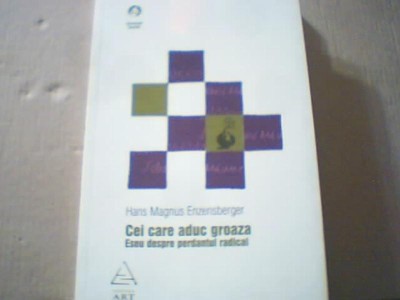 Hans Magnus Enzensberger
Cei care aduc groaza
Eseu despre perdantul radical
ART